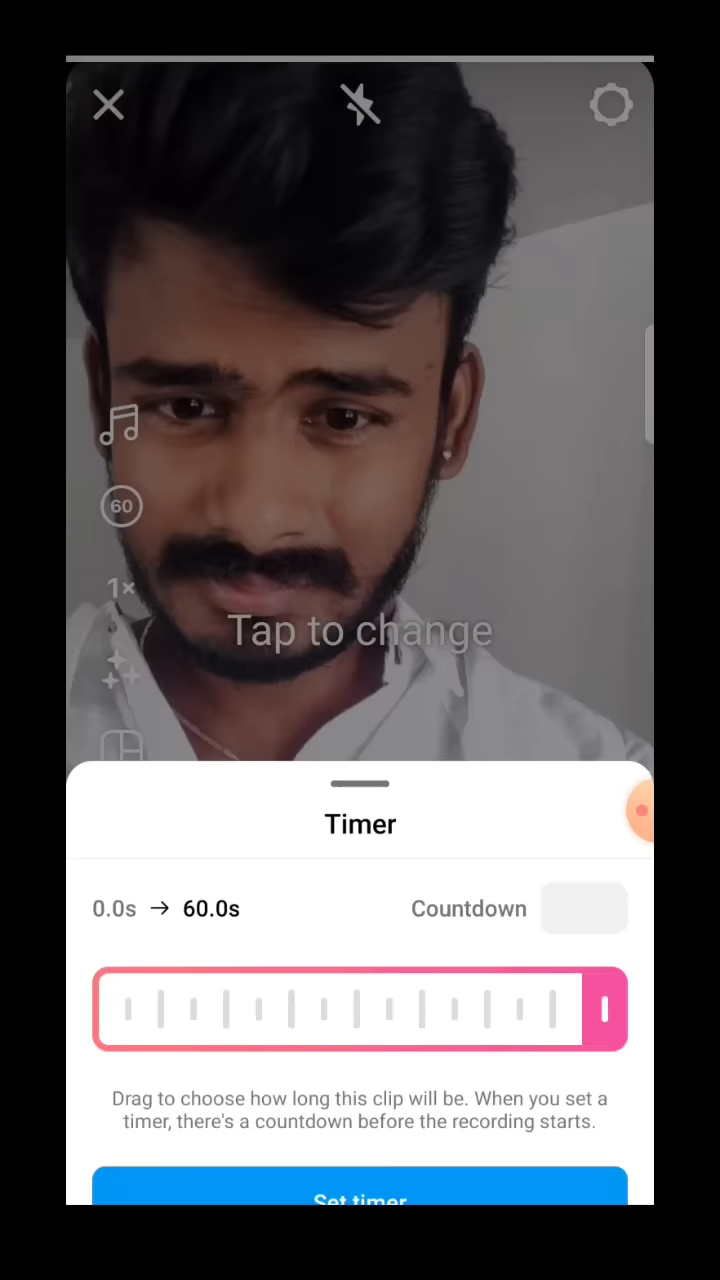 60
1×
Tap to change
Timer
0.0s → 60.0s
Countdown
Drag to choose how long this clip will be. When you set a
timer, there's a countdown before the recording starts.
Set timer